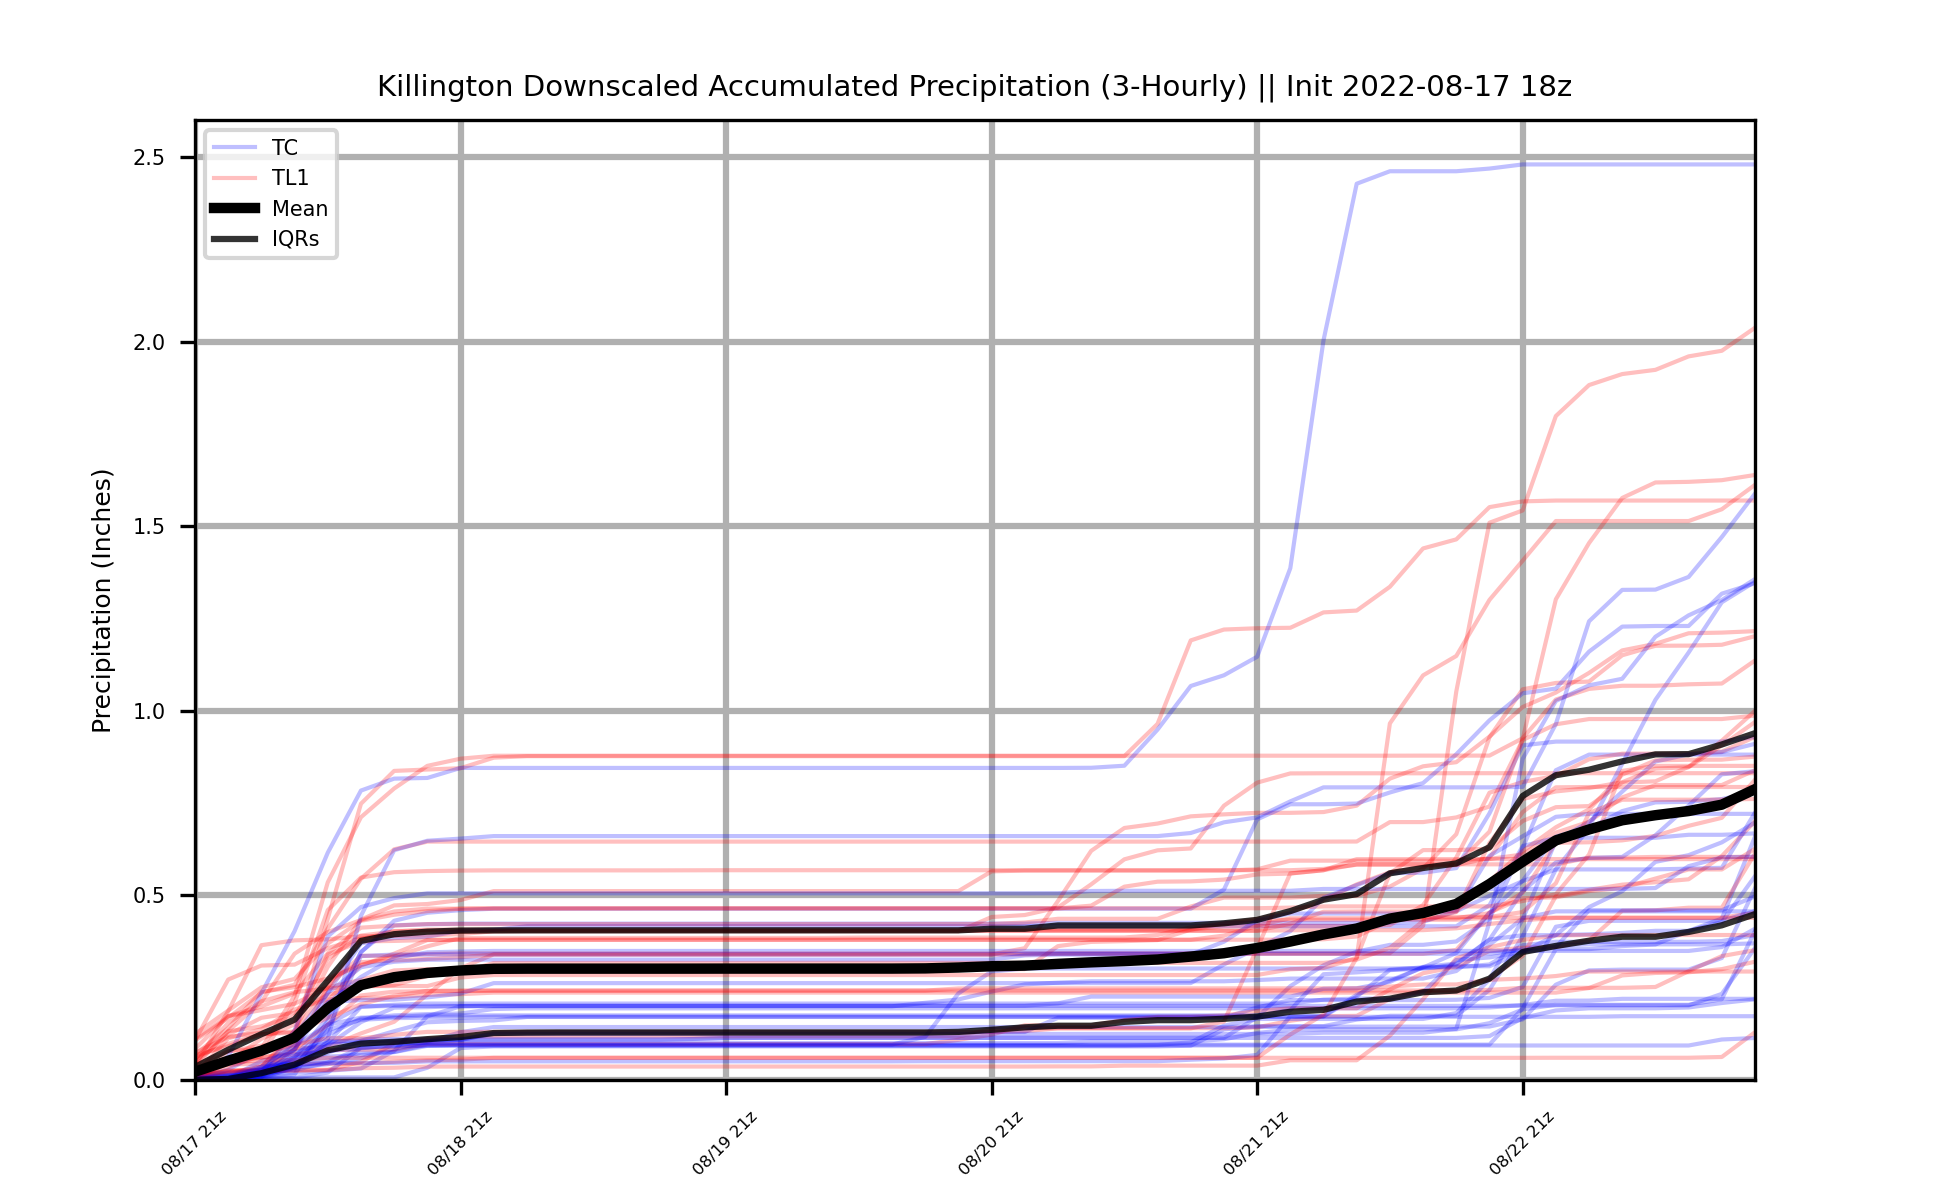 Killington Downscaled Accumulated Precipitation (3-Hourly) || Init 2022-08-17 18z
TC
TL1
Mean
IQRs
Precipitation (Inches)
2.5
2.0
1.5
1.0
0.5
0.0
08/17 21z
08/18 21z
08/19 21z
08/20 21z
08/21 21z
08/22 21z